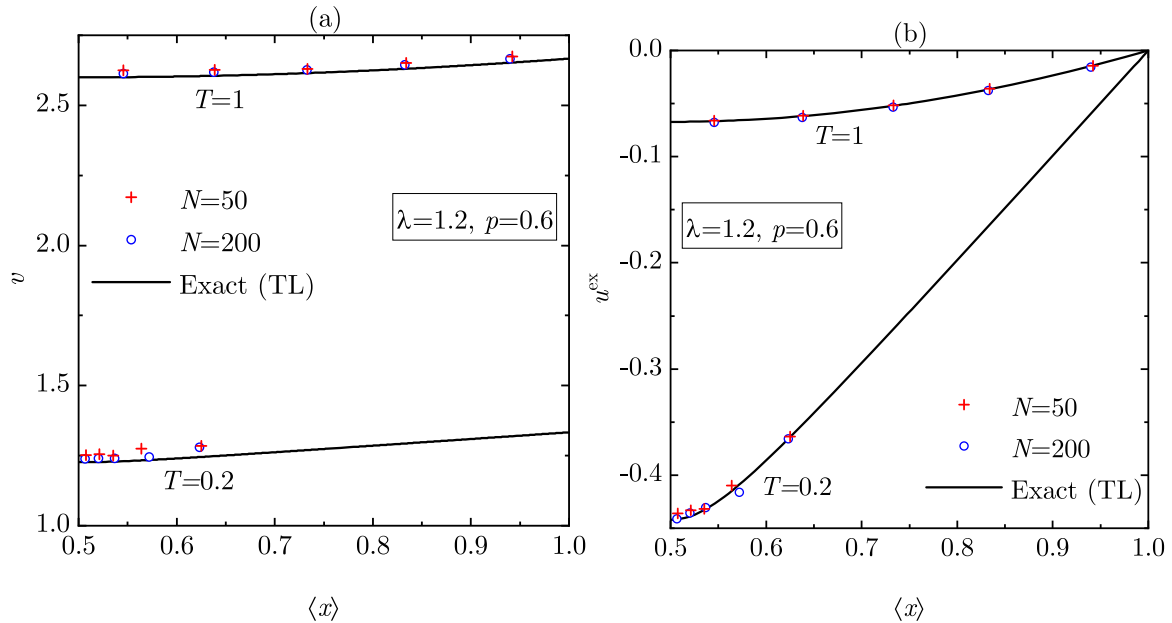 (a)
2.5
2.0
1.5
1.0
v
T=1
N=50
N=200
Exact (TL)
λ=1.2, p=0.6
T=0.2
0.5 0.6 0.7 0.8 0.9 1.0
⟨x⟩
(b)
0.0
-0.1
-0.2
-0.3
-0.4
u^ex
T=1
λ=1.2, p=0.6
N=50
N=200
Exact (TL)
T=0.2
0.5 0.6 0.7 0.8 0.9 1.0
⟨x⟩